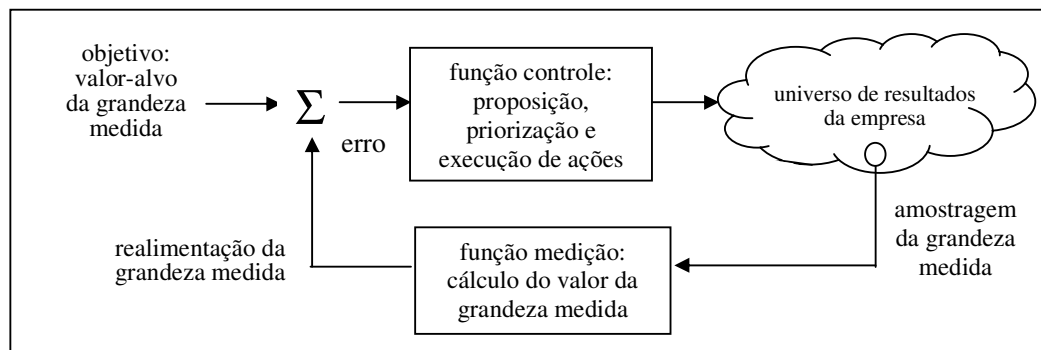 objetivo:
valor-alvo
da grandeza
medida
Σ
erro
função controle:
proposição,
priorização e
execução de ações
universo de resultados
da empresa
amostragem
da grandeza
medida
função medição:
cálculo do valor da
grandeza medida
realimentação da
grandeza medida